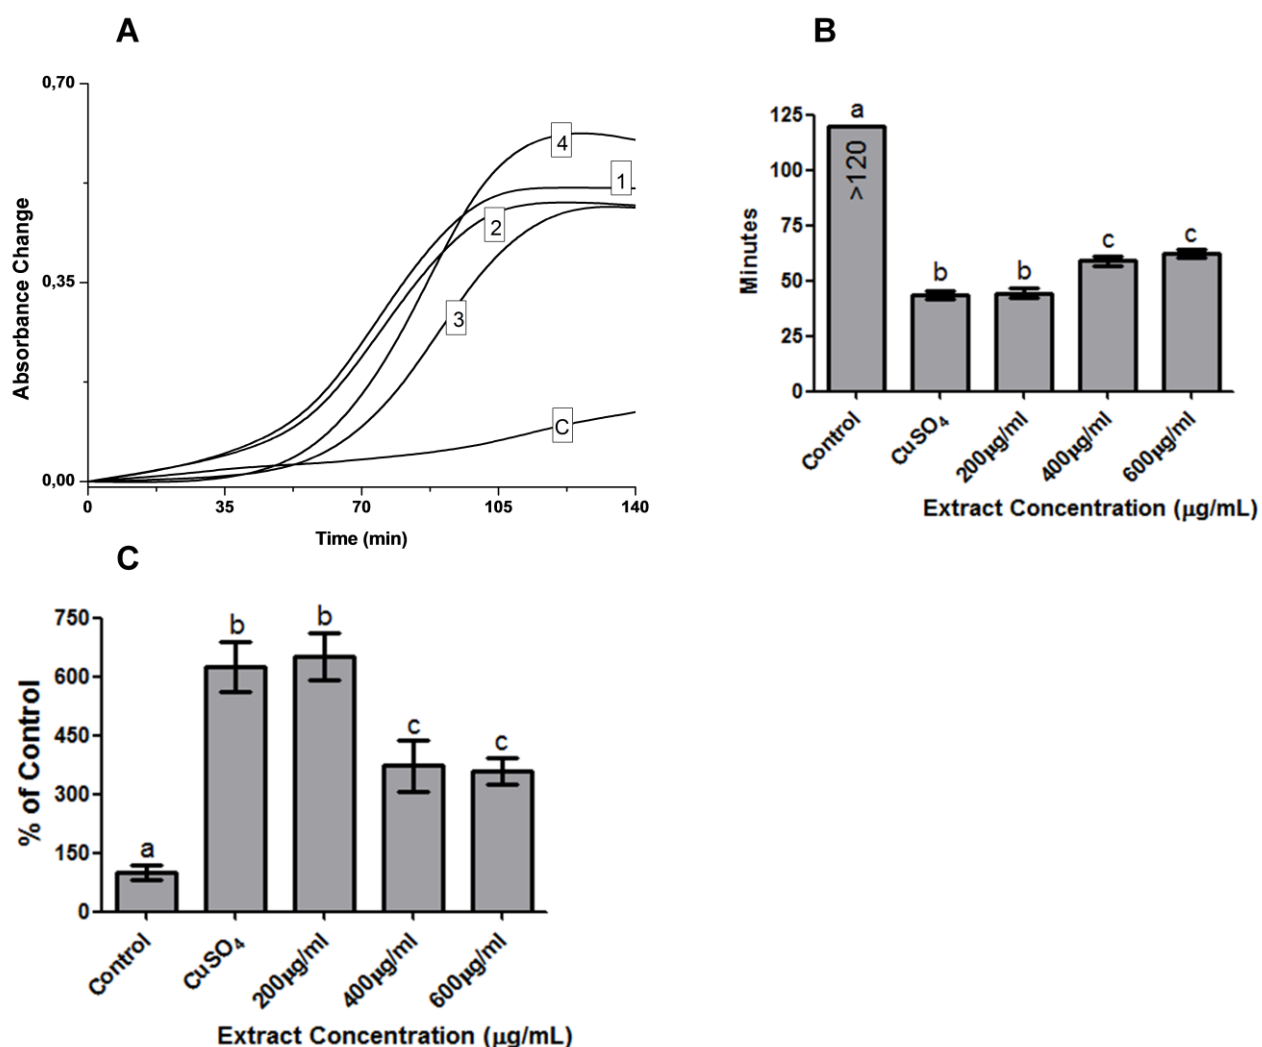 A
0,70
0,35
0,00
Absorbance Change
4
1
2
3
C
0
35
70
105
140
Time (min)
B
125
100
75
50
25
0
Minutes
a
>120
b
b
c
c
Control
CuSO₄
200µg/ml
400µg/ml
600µg/ml
Extract Concentration (µg/mL)
C
750
600
450
300
150
0
% of Control
a
b
b
c
c
Control
CuSO₄
200µg/ml
400µg/ml
600µg/ml
Extract Concentration (µg/mL)